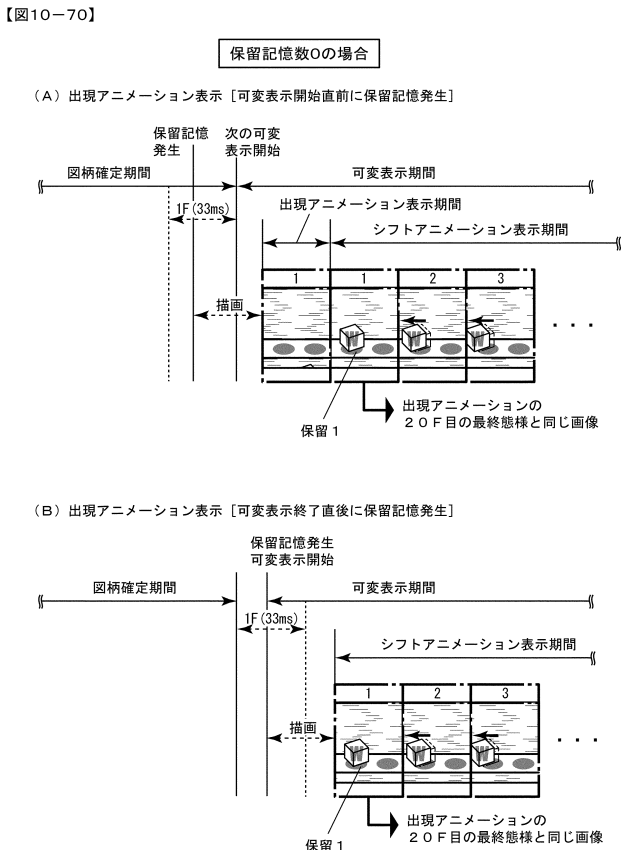 【図10－70】
保留記憶数0の場合
（A）出現アニメーション表示［可変表示開始直前に保留記憶発生］
保留記憶
発生
次の可変
表示開始
図柄確定期間
可変表示期間
1F(33ms)
出現アニメーション表示期間
シフトアニメーション表示期間
1
1
2
3
描画
W
W
W
・・・
保留1
出現アニメーションの
20F目の最終態様と同じ画像
（B）出現アニメーション表示［可変表示終了直後に保留記憶発生］
保留記憶発生
可変表示開始
図柄確定期間
可変表示期間
1F(33ms)
シフトアニメーション表示期間
1
2
3
描画
W
W
W
・・・
保留1
出現アニメーションの
20F目の最終態様と同じ画像